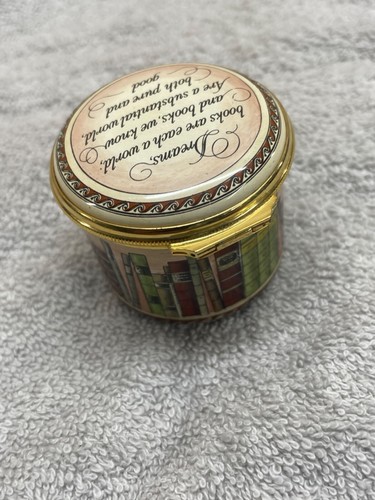 Dreams,
books are each a world,
and books, we know
Are a substantial world,
both pure and
good